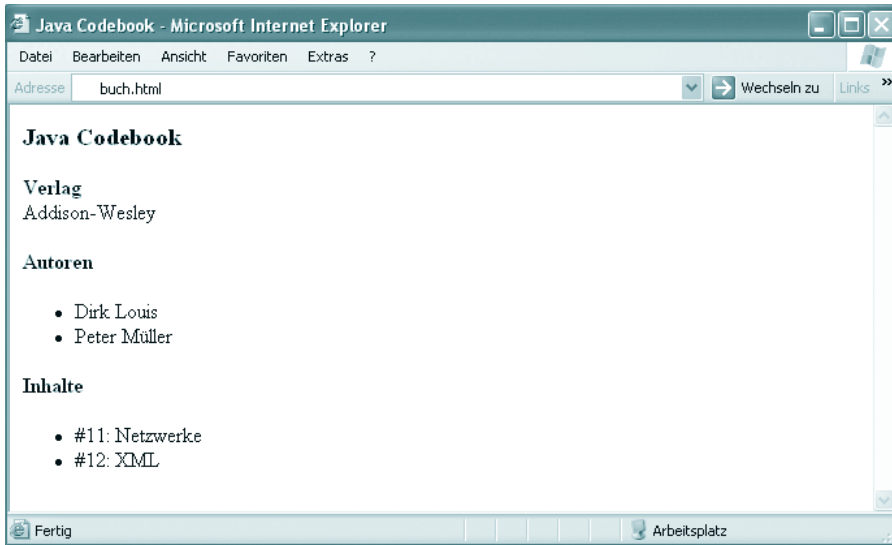 Java Codebook - Microsoft Internet Explorer
Datei Bearbeiten Ansicht Favoriten Extras ?
Adresse buch.html Wechseln zu Links »
Java Codebook
Verlag
Addison-Wesley
Autoren
• Dirk Louis
• Peter Müller
Inhalte
• #11: Netzwerke
• #12: XML
Fertig Arbeitsplatz